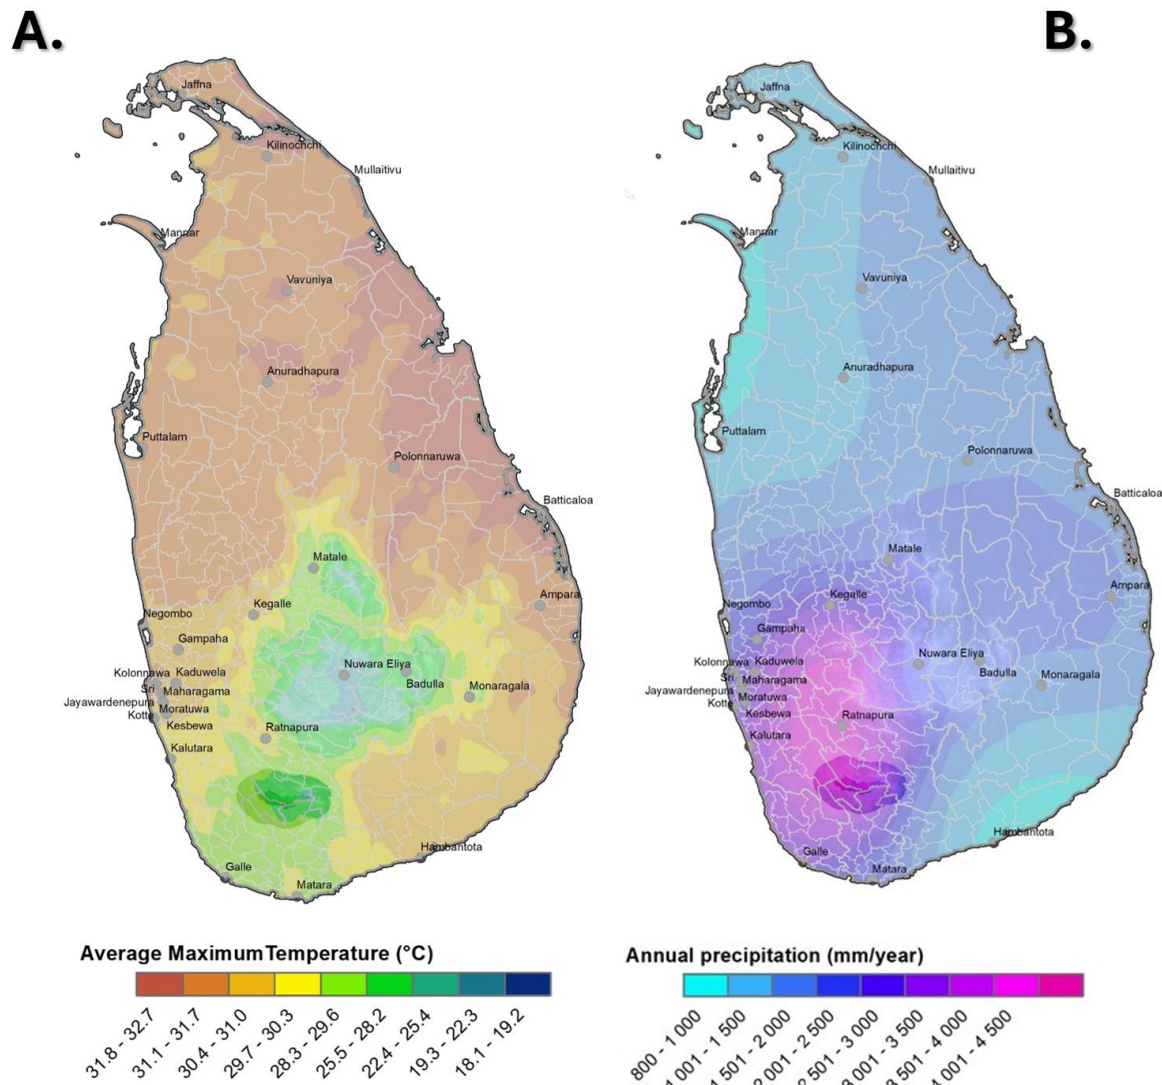 A.
B.
Jaffna
Kilinochchi
Mullaitivu
Mannar
Vavuniya
Anuradhapura
Puttalam
Polonnaruwa
Batticaloa
Matale
Ampara
Kegalle
Negombo
Gampaha
Nuwara Eliya
Kolonnawa
Kaduwela
Badulla
Sri
Maharagama
Monaragala
Jayawardenepura
Moratuwa
Kotte
Kesbewa
Ratnapura
Kalutara
Hambantota
Galle
Matara
Jaffna
Kilinochchi
Mullaitivu
Mannar
Vavuniya
Anuradhapura
Puttalam
Polonnaruwa
Batticaloa
Matale
Ampara
Kegalle
Negombo
Gampaha
Nuwara Eliya
Kolonnawa
Kaduwela
Badulla
Sri
Maharagama
Monaragala
Jayawardenepura
Moratuwa
Kotte
Kesbewa
Ratnapura
Kalutara
Hambantota
Galle
Matara
Average MaximumTemperature (°C)
31.8 - 32.7
31.1 - 31.7
30.4 - 31.0
29.7 - 30.3
28.3 - 29.6
25.5 - 28.2
22.4 - 25.4
19.3 - 22.3
18.1 - 19.2
Annual precipitation (mm/year)
800 - 1 000
1 001 - 1 500
1 501 - 2 000
2 001 - 2 500
2 501 - 3 000
3 001 - 3 500
3 501 - 4 000
4 001 - 4 500